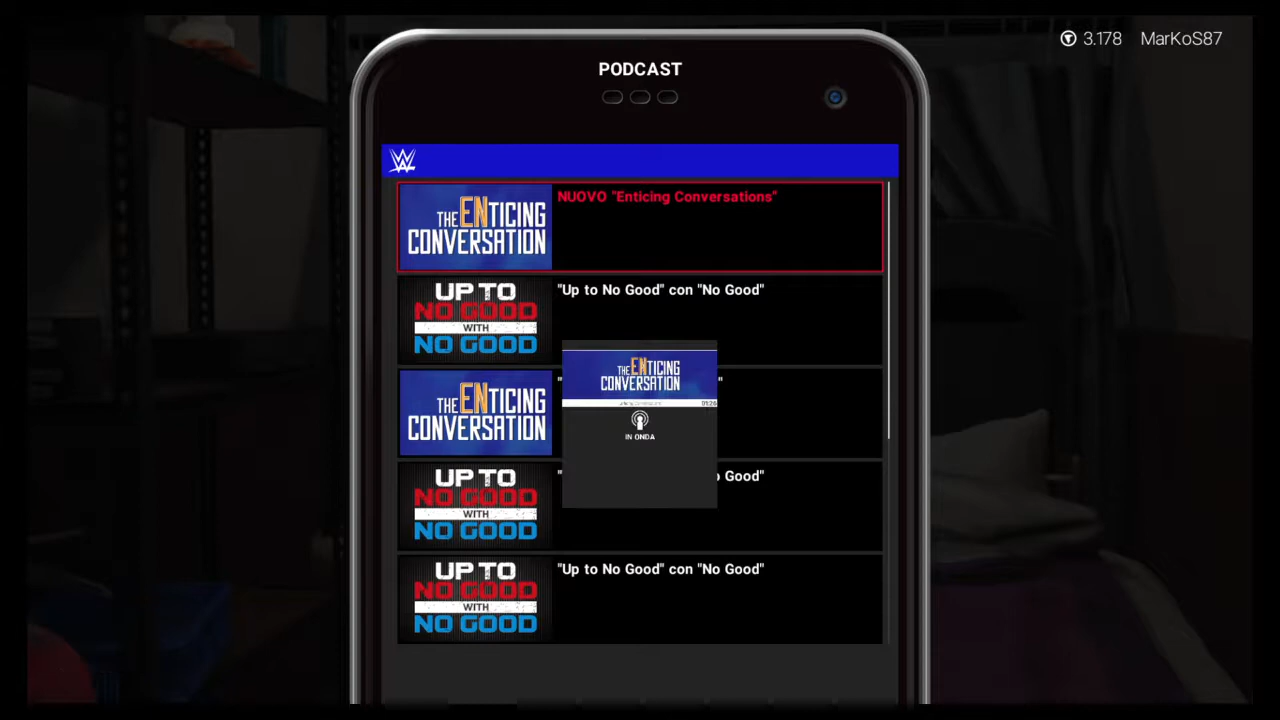 3.178 MarKoS87
PODCAST
THE ENTICING
CONVERSATION
NUOVO "Enticing Conversations"
UP TO
NO GOOD
WITH
NO GOOD
"Up to No Good" con "No Good"
THE ENTICING
CONVERSATION
"
"
THE ENTICING
CONVERSATION
IN ONDA
UP TO
NO GOOD
WITH
NO GOOD
"
Good"
UP TO
NO GOOD
WITH
NO GOOD
"Up to No Good" con "No Good"